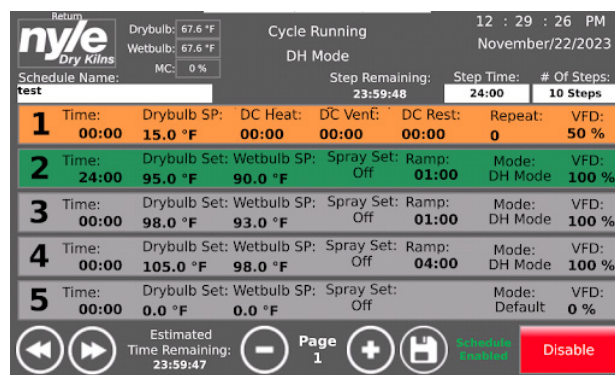 Return
nyle
Dry Kilns
Drybulb: 67.6 °F
Wetbulb: 67.6 °F
MC: 0 %
Cycle Running
DH Mode
12 : 29 : 26 PM
November/22/2023
Schedule Name:
test
Step Remaining:
23:59:48
Step Time:
24:00
# Of Steps:
10 Steps
1 Time: Drybulb SP: DC Heat: DC Vent: DC Rest: Repeat: VFD:
00:00 15.0 °F 00:00 00:00 00:00 0 50 %
2 Time: Drybulb Set: Wetbulb SP: Spray Set: Ramp: Mode: VFD:
24:00 95.0 °F 90.0 °F Off 01:00 DH Mode 100 %
3 Time: Drybulb Set: Wetbulb SP: Spray Set: Ramp: Mode: VFD:
00:00 98.0 °F 93.0 °F Off 01:00 DH Mode 100 %
4 Time: Drybulb Set: Wetbulb SP: Spray Set: Ramp: Mode: VFD:
00:00 105.0 °F 98.0 °F Off 04:00 DH Mode 100 %
5 Time: Drybulb Set: Wetbulb SP: Spray Set: Mode: VFD:
00:00 0.0 °F 0.0 °F Off Default 0 %
Estimated
Time Remaining:
23:59:47
Page
1
Schedule
Enabled
Disable